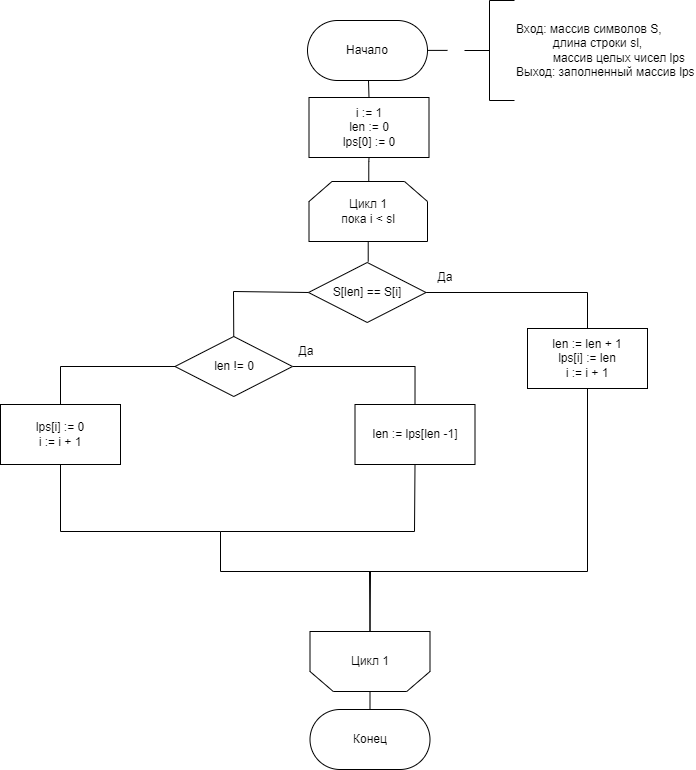 Начало
Вход: массив символов S,
длина строки sl,
массив целых чисел lps
Выход: заполненный массив lps
i := 1
len := 0
lps[0] := 0
Цикл 1
пока i < sl
S[len] == S[i]
Да
len != 0
Да
len := len + 1
lps[i] := len
i := i + 1
lps[i] := 0
i := i + 1
len := lps[len -1]
Цикл 1
Конец